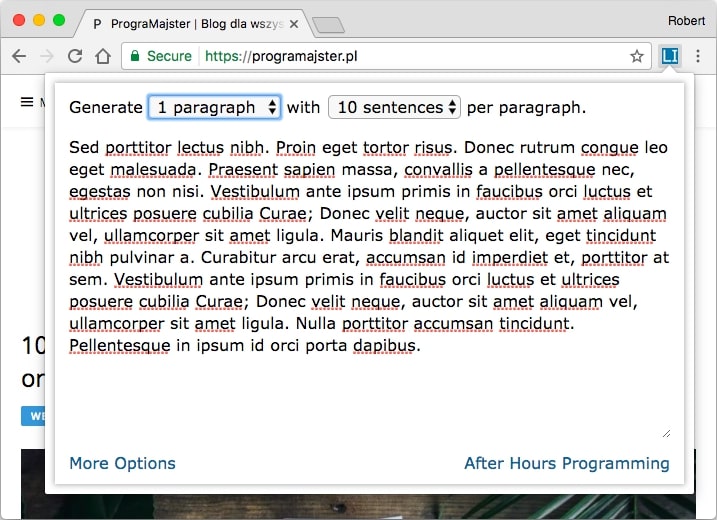 P PrograMajster | Blog dla wszys
Robert
Secure https://programajster.pl
LI
Generate 1 paragraph with 10 sentences per paragraph.
Sed porttitor lectus nibh. Proin eget tortor risus. Donec rutrum congue leo
eget malesuada. Praesent sapien massa, convallis a pellentesque nec,
egestas non nisi. Vestibulum ante ipsum primis in faucibus orci luctus et
ultrices posuere cubilia Curae; Donec velit neque, auctor sit amet aliquam
vel, ullamcorper sit amet ligula. Mauris blandit aliquet elit, eget tincidunt
nibh pulvinar a. Curabitur arcu erat, accumsan id imperdiet et, porttitor at
sem. Vestibulum ante ipsum primis in faucibus orci luctus et ultrices
posuere cubilia Curae; Donec velit neque, auctor sit amet aliquam vel,
ullamcorper sit amet ligula. Nulla porttitor accumsan tincidunt.
Pellentesque in ipsum id orci porta dapibus.
10
or
WE
More Options
After Hours Programming